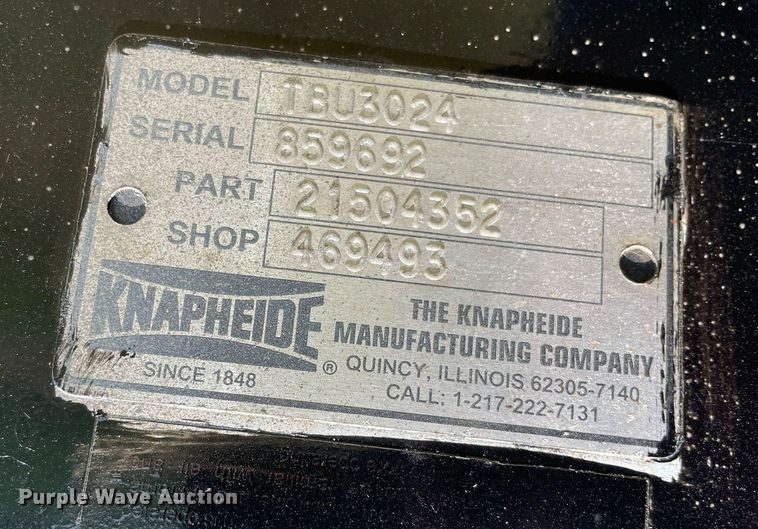 MODEL TBU3024
SERIAL 859692
PART 21504352
SHOP 469493
KNAPHEIDE ®
SINCE 1848
THE KNAPHEIDE
MANUFACTURING COMPANY
QUINCY, ILLINOIS 62305-7140
CALL: 1-217-222-7131
Purple Wave Auction